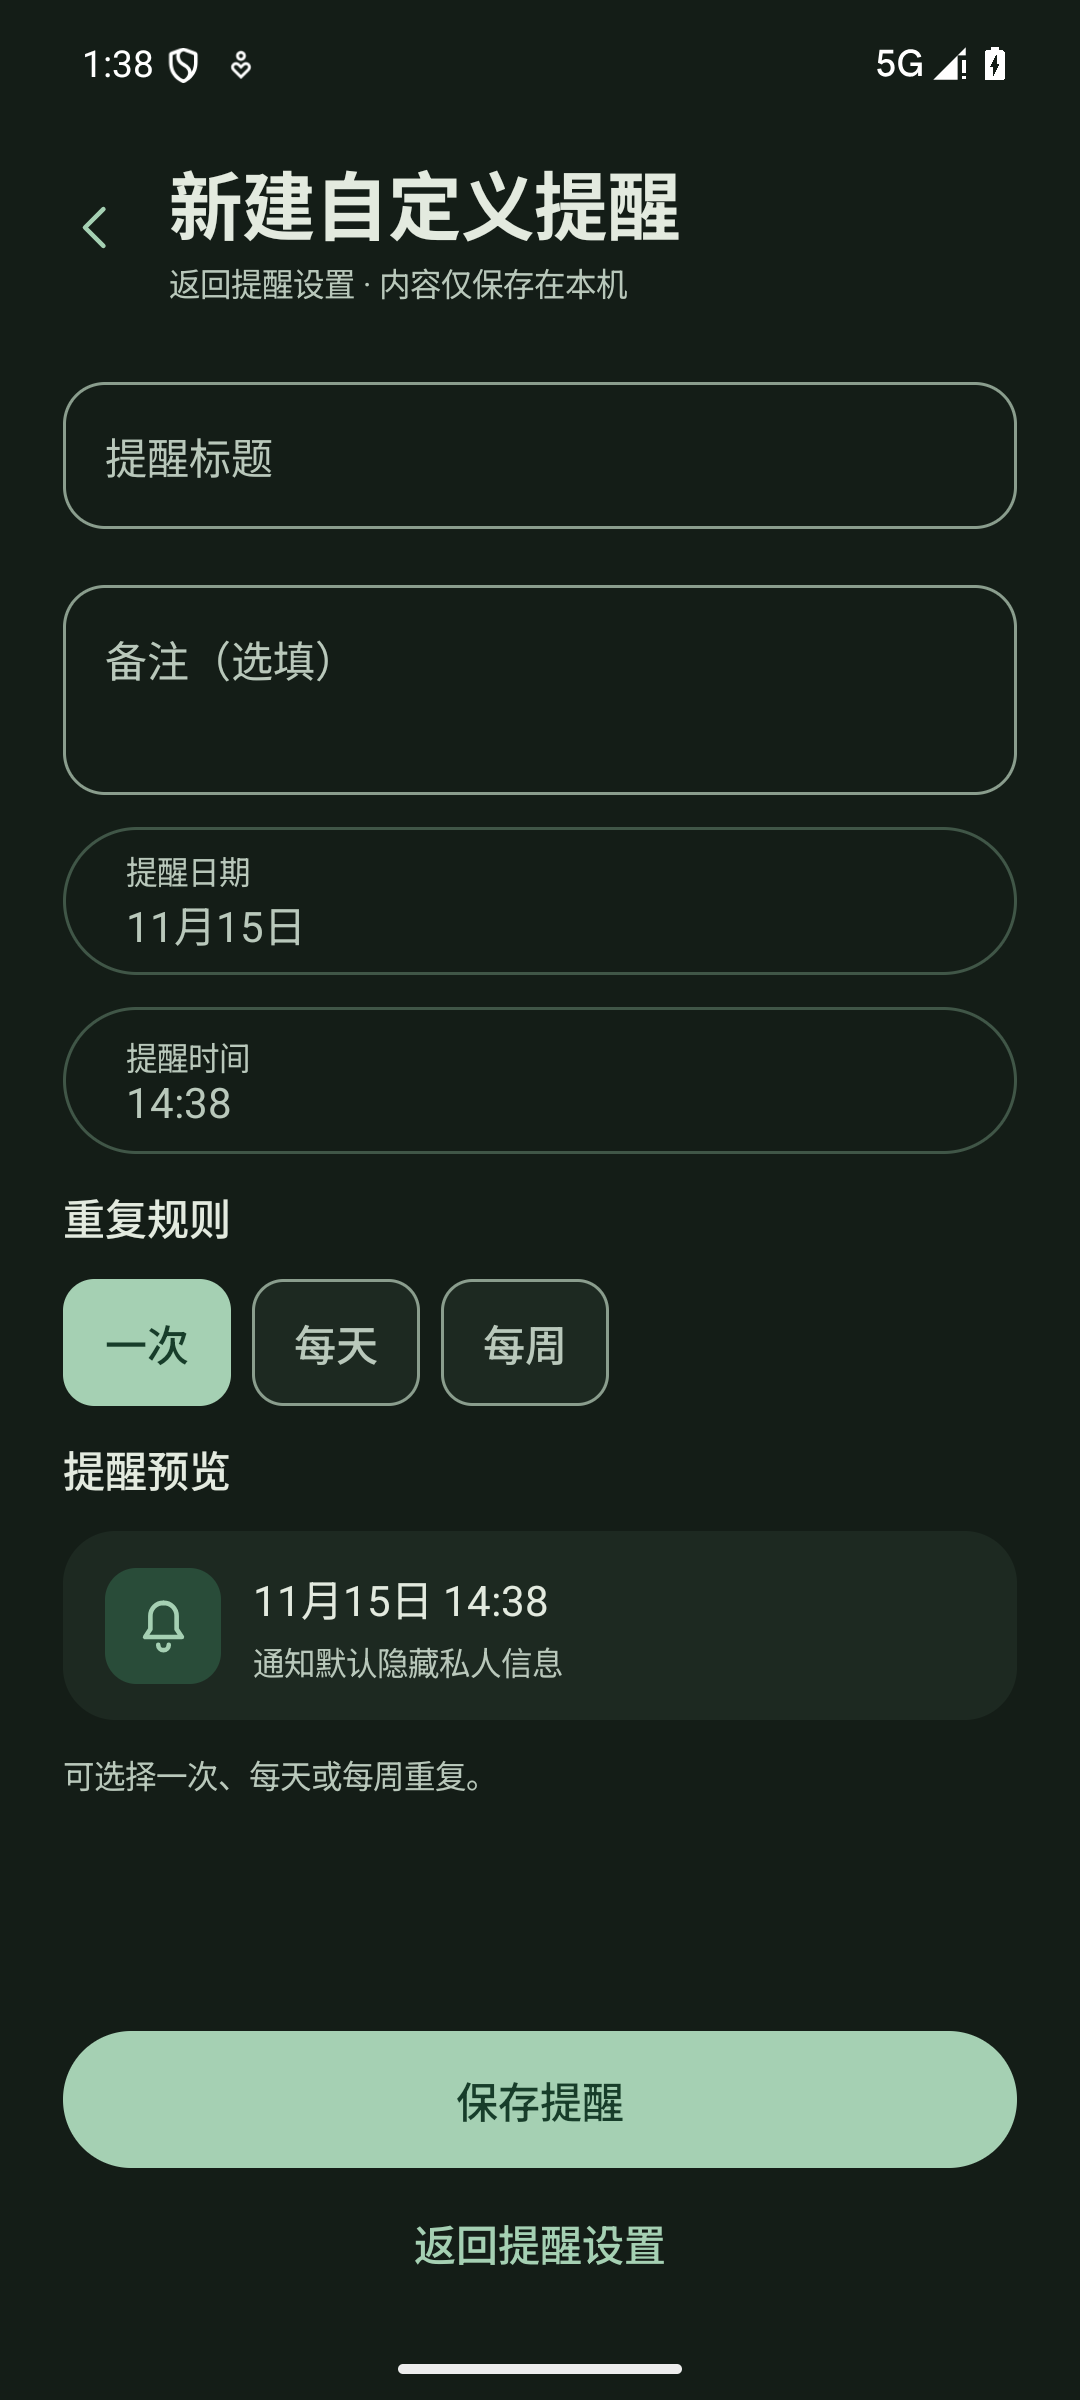 1:38
5G
新建自定义提醒
返回提醒设置 · 内容仅保存在本机
提醒标题
备注（选填）
提醒日期
11月15日
提醒时间
14:38
重复规则
一次
每天
每周
提醒预览
11月15日 14:38
通知默认隐藏私人信息
可选择一次、每天或每周重复。
保存提醒
返回提醒设置